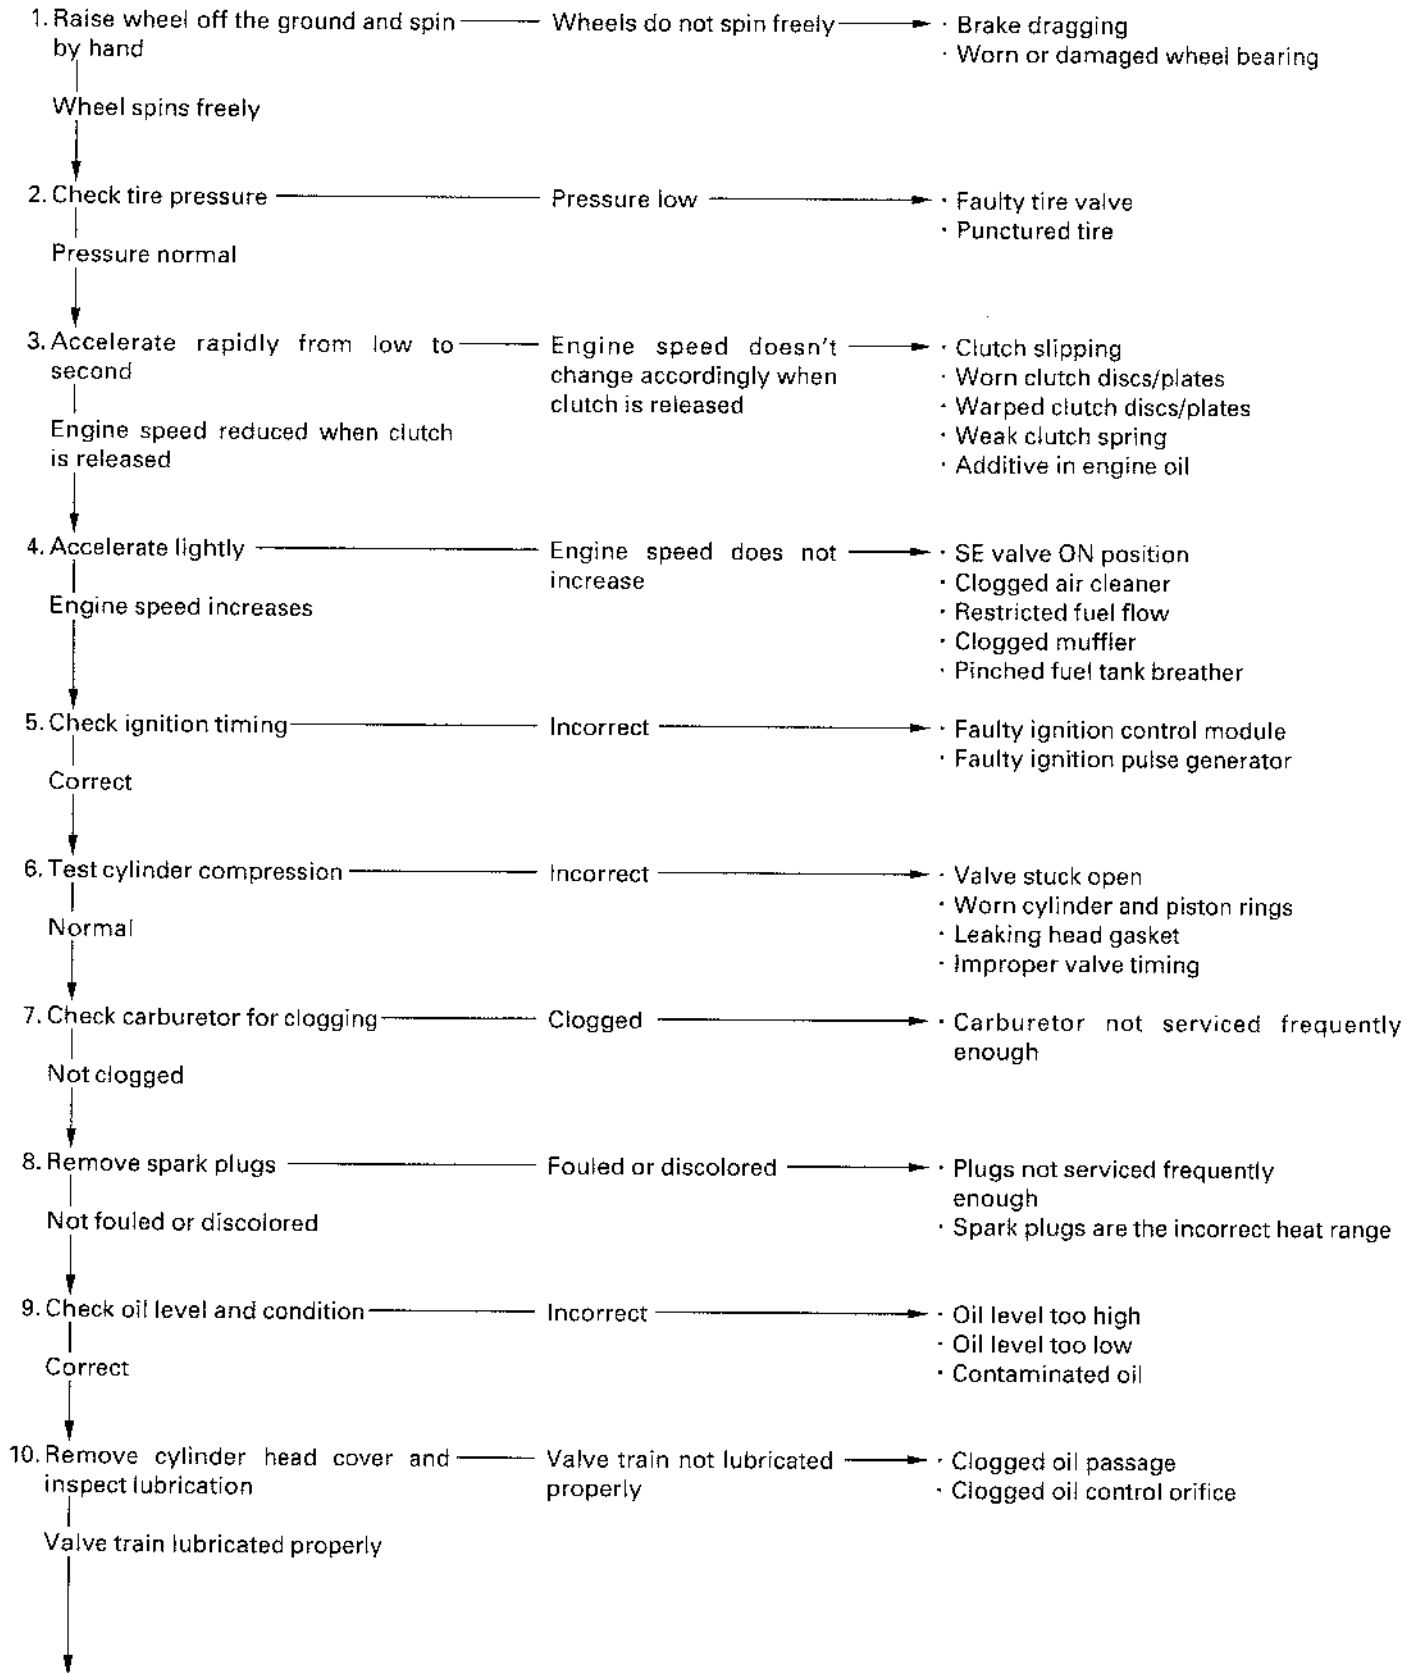 1. Raise wheel off the ground and spin by hand
Wheels do not spin freely
· Brake dragging
· Worn or damaged wheel bearing
Wheel spins freely
2. Check tire pressure
Pressure low
· Faulty tire valve
· Punctured tire
Pressure normal
3. Accelerate rapidly from low to second
Engine speed doesn't change accordingly when clutch is released
· Clutch slipping
· Worn clutch discs/plates
· Warped clutch discs/plates
· Weak clutch spring
· Additive in engine oil
Engine speed reduced when clutch is released
4. Accelerate lightly
Engine speed does not increase
· SE valve ON position
· Clogged air cleaner
· Restricted fuel flow
· Clogged muffler
· Pinched fuel tank breather
Engine speed increases
5. Check ignition timing
Incorrect
· Faulty ignition control module
· Faulty ignition pulse generator
Correct
6. Test cylinder compression
Incorrect
· Valve stuck open
· Worn cylinder and piston rings
· Leaking head gasket
· Improper valve timing
Normal
7. Check carburetor for clogging
Clogged
· Carburetor not serviced frequently enough
Not clogged
8. Remove spark plugs
Fouled or discolored
· Plugs not serviced frequently enough
· Spark plugs are the incorrect heat range
Not fouled or discolored
9. Check oil level and condition
Incorrect
· Oil level too high
· Oil level too low
· Contaminated oil
Correct
10. Remove cylinder head cover and inspect lubrication
Valve train not lubricated properly
· Clogged oil passage
· Clogged oil control orifice
Valve train lubricated properly